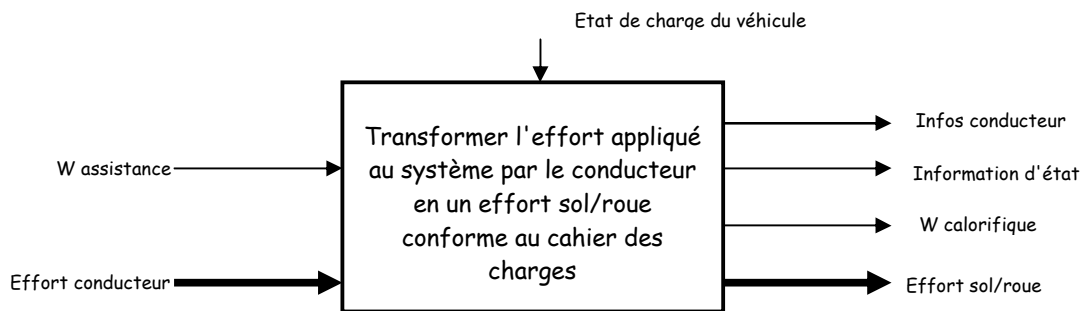 Etat de charge du véhicule
Transformer l'effort appliqué
au système par le conducteur
en un effort sol/roue
conforme au cahier des
charges
W assistance
Effort conducteur
Infos conducteur
Information d'état
W calorifique
Effort sol/roue